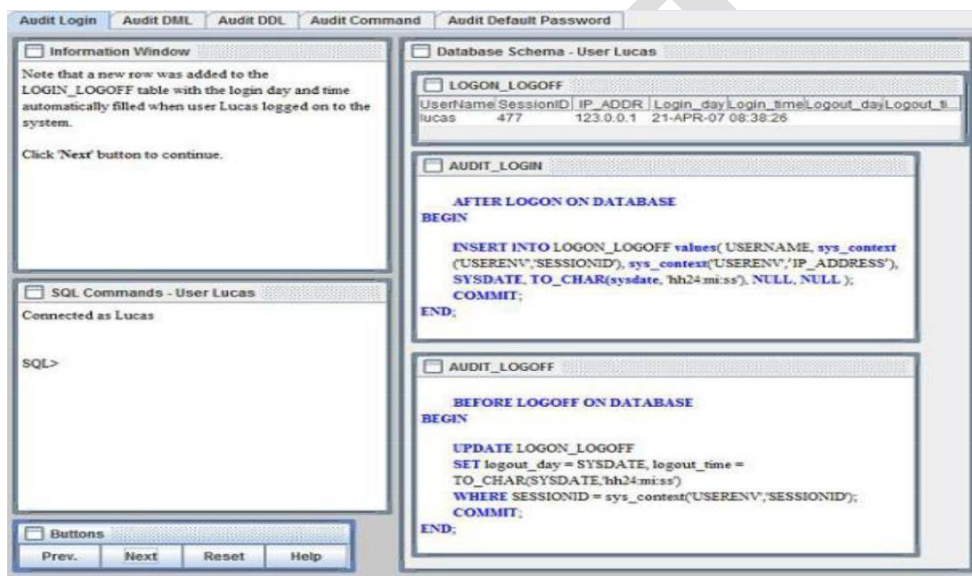 Audit Login Audit DML Audit DDL Audit Command Audit Default Password
Information Window
Note that a new row was added to the
LOGIN_LOGOFF table with the login day and time
automatically filled when user Lucas logged on to the
system.
Click 'Next' button to continue.
SQL Commands - User Lucas
Connected as Lucas
SQL>
Buttons
Prev. Next Reset Help
Database Schema - User Lucas
LOGON_LOGOFF
UserName SessionID IP_ADDR Login_day Login_time Logout_day Logout_ti...
lucas 477 123.0.0.1 21-APR-07 08:38:26
AUDIT_LOGIN
AFTER LOGON ON DATABASE
BEGIN
INSERT INTO LOGON_LOGOFF values( USERNAME, sys_context
('USERENV','SESSIONID'), sys_context('USERENV','IP_ADDRESS'),
SYSDATE, TO_CHAR(sysdate, 'hh24:mi:ss'), NULL, NULL );
COMMIT;
END;
AUDIT_LOGOFF
BEFORE LOGOFF ON DATABASE
BEGIN
UPDATE LOGON_LOGOFF
SET logout_day = SYSDATE, logout_time =
TO_CHAR(SYSDATE,'hh24:mi:ss')
WHERE SESSIONID = sys_context('USERENV','SESSIONID');
COMMIT;
END;